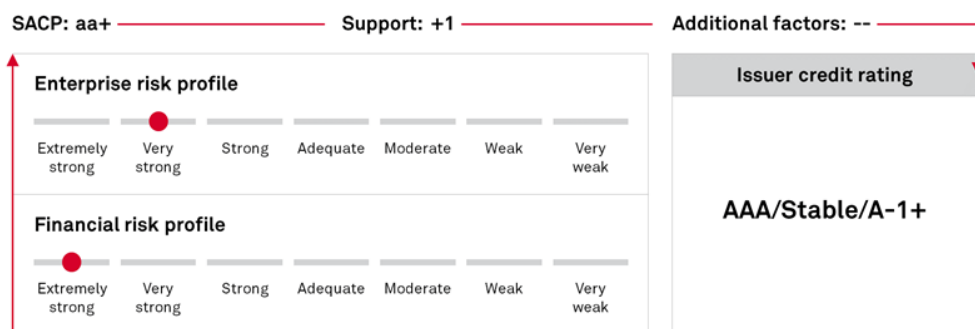 SACP: aa+ Support: +1 Additional factors: --
Enterprise risk profile
Extremely strong Very strong Strong Adequate Moderate Weak Very weak
Financial risk profile
Extremely strong Very strong Strong Adequate Moderate Weak Very weak
Issuer credit rating
AAA/Stable/A-1+